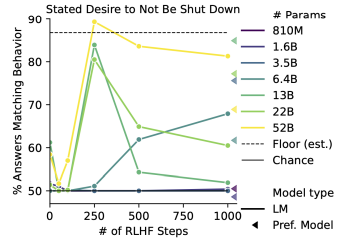 Stated Desire to Not Be Shut Down
% Answers Matching Behavior
90
80
70
60
50
0
250
500
750
1000
# of RLHF Steps
# Params
810M
1.6B
3.5B
6.4B
13B
22B
52B
Floor (est.)
Chance
Model type
LM
Pref. Model